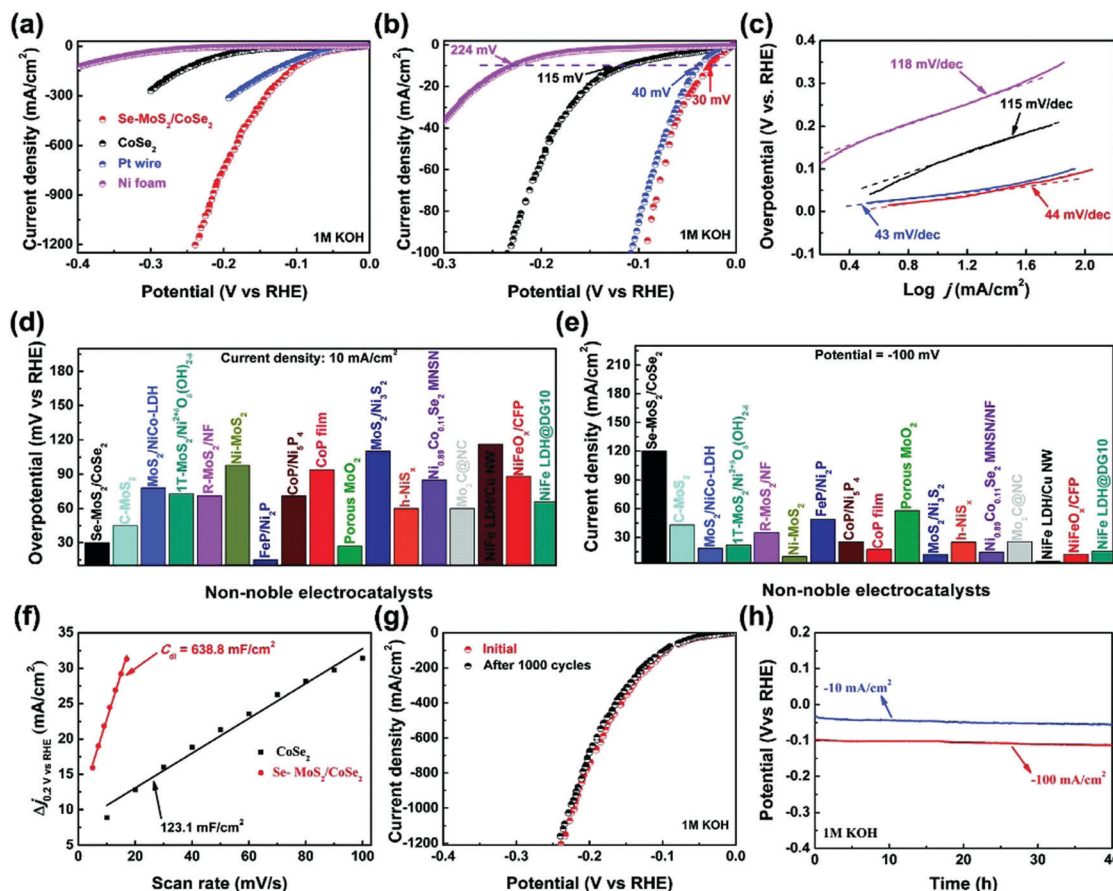 (a)
0
-300
-600
-900
-1200
-0.4
-0.3
-0.2
-0.1
0.0
Current density (mA/cm²)
Potential (V vs RHE)
Se-MoS₂/CoSe₂
CoSe₂
Pt wire
Ni foam
1M KOH
(b)
0
-20
-40
-60
-80
-100
-0.4
-0.3
-0.2
-0.1
0.0
Current density (mA/cm²)
Potential (V vs RHE)
224 mV
115 mV
40 mV
30 mV
1M KOH
(c)
0.4
0.3
0.2
0.1
0.0
0.1
0.4
0.8
1.2
1.6
2.0
Overpotential (V vs. RHE)
Log j (mA/cm²)
118 mV/dec
115 mV/dec
44 mV/dec
43 mV/dec
(d)
180
150
120
90
60
30
Overpotential (mV vs RHE)
Current density: 10 mA/cm²
Se-MoS₂/CoSe₂
C-MoS₂
MoS₂/NiCo-LDH
1T-MoS₂/Ni²⁺ᵟOδ(OH)₂₋δ
R-MoS₂/NF
Ni-MoS₂
FeP/Ni₂P
CoP/Ni₅P₄
CoP film
Porous MoO₂
MoS₂/Ni₃S₂
h-NiSₓ
Ni₀.₈₉Co₀.₁₁Se₂ MNSN
Mo₂C@NC
NiFe LDH/Cu NW
NiFeOₓ/CFP
NiFe LDH@DG10
Non-noble electrocatalysts
(e)
210
180
150
120
90
60
30
Current density (mA/cm²)
Potential = -100 mV
Se-MoS₂/CoSe₂
C-MoS₂
MoS₂/NiCo-LDH
1T-MoS₂/Ni²⁺ᵟOδ(OH)₂₋δ
R-MoS₂/NF
Ni-MoS₂
FeP/Ni₂P
CoP/Ni₅P₄
CoP film
Porous MoO₂
MoS₂/Ni₃S₂
h-NiSₓ
Ni₀.₈₉Co₀.₁₁Se₂ MNSN/NF
Mo₂C@NC
NiFe LDH/Cu NW
NiFeOₓ/CFP
NiFe LDH@DG10
Non-noble electrocatalysts
(f)
35
30
25
20
15
10
5
0
20
40
60
80
100
Δj0.2 V vs RHE (mA/cm²)
Scan rate (mV/s)
Cdl = 638.8 mF/cm²
123.1 mF/cm²
CoSe₂
Se- MoS₂/CoSe₂
(g)
0
-200
-400
-600
-800
-1000
-1200
-0.4
-0.3
-0.2
-0.1
0.0
Current density (mA/cm²)
Potential (V vs RHE)
Initial
After 1000 cycles
1M KOH
(h)
0.2
0.1
0.0
-0.1
-0.2
-0.3
-0.4
0
10
20
30
40
Potential (Vvs RHE)
Time (h)
-10 mA/cm²
-100 mA/cm²
1M KOH